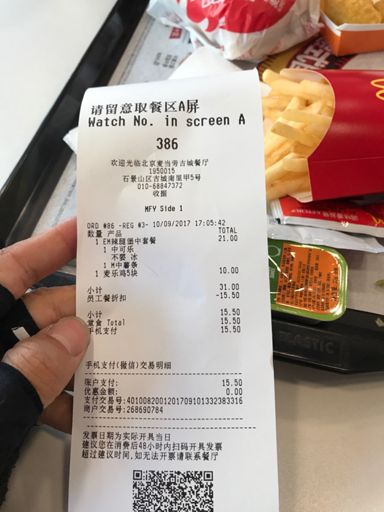 请留意取餐区A屏
Watch No. in screen A
386
欢迎光临北京麦当劳古城餐厅
1950015
石景山区古城南里甲5号
010-68847372
收据
MFY Side 1
ORD #86 -REG #3- 10/09/2017 17:05:42
数量 产品 TOTAL
1 EM辣腿堡中套餐 21.00
1 中可乐
不要 冰
1 M中薯条
1 麦乐鸡5块 10.00
小计 31.00
员工餐折扣 -15.50
小计 15.50
堂食 Total 15.50
手机支付 15.50
手机支付(微信)交易明细
账户支付: 15.50
优惠金额: 0.00
支付交易号:4010082001201709101332383316
商户交易号:268690784
发票日期为实际开具当日
建议您在消费后48小时内扫码开具发票
超过建议时间,如无法开票请联系餐厅
PLASTIC